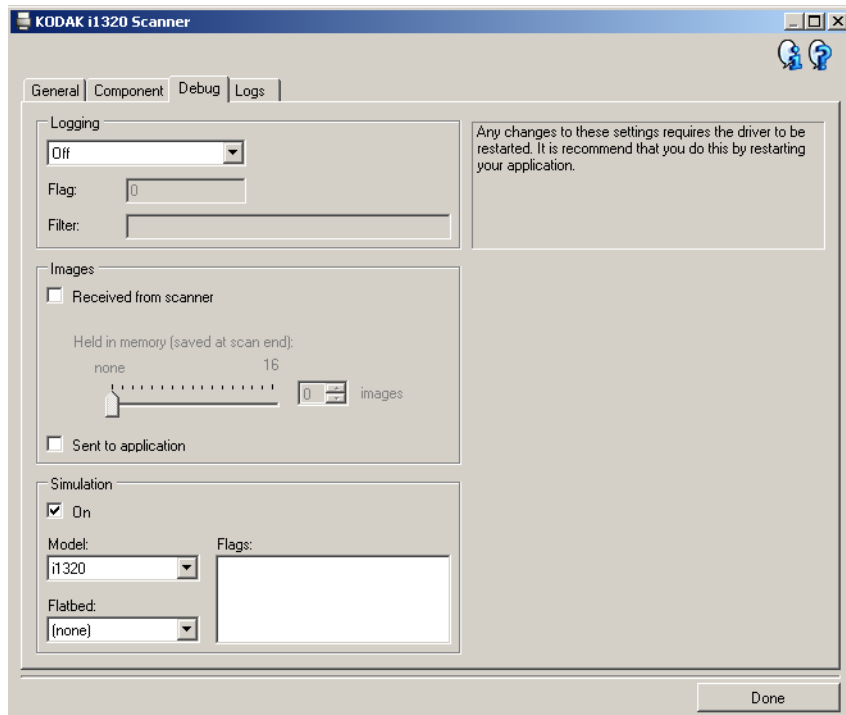 KODAK i1320 Scanner
General Component Debug Logs
Logging
Off
Flag: 0
Filter:
Any changes to these settings requires the driver to be
restarted. It is recommend that you do this by restarting
your application.
Images
Received from scanner
Held in memory (saved at scan end):
none 16
0 images
Sent to application
Simulation
On
Model: Flags:
i1320
Flatbed:
(none)
Done